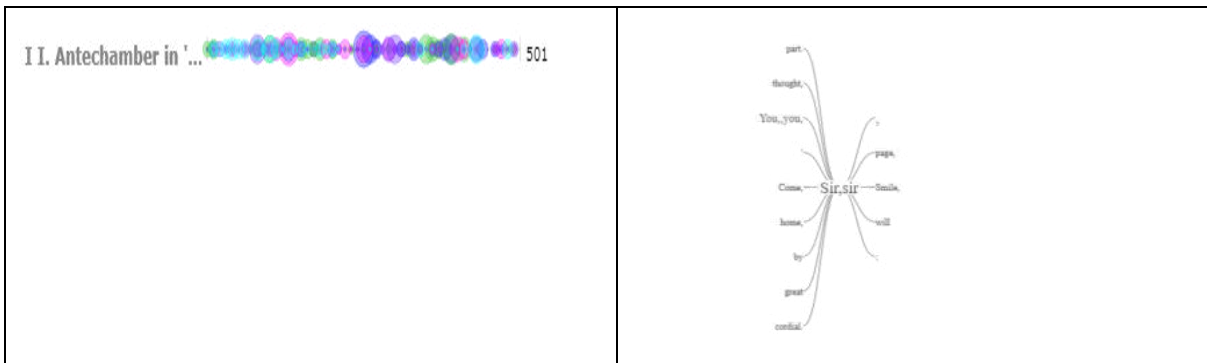 I I. Antechamber in '... 501
part
thought,
You,,you,
,
page,
Come,
Sir,sir
Smile,
home,
will
by
;
great
cordial.